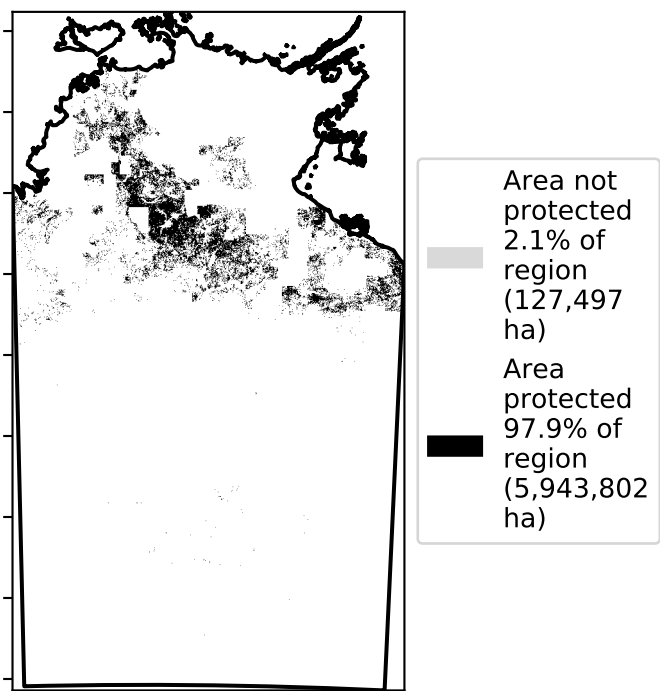 Area not
protected
2.1% of
region
(127,497
ha)
Area
protected
97.9% of
region
(5,943,802
ha)